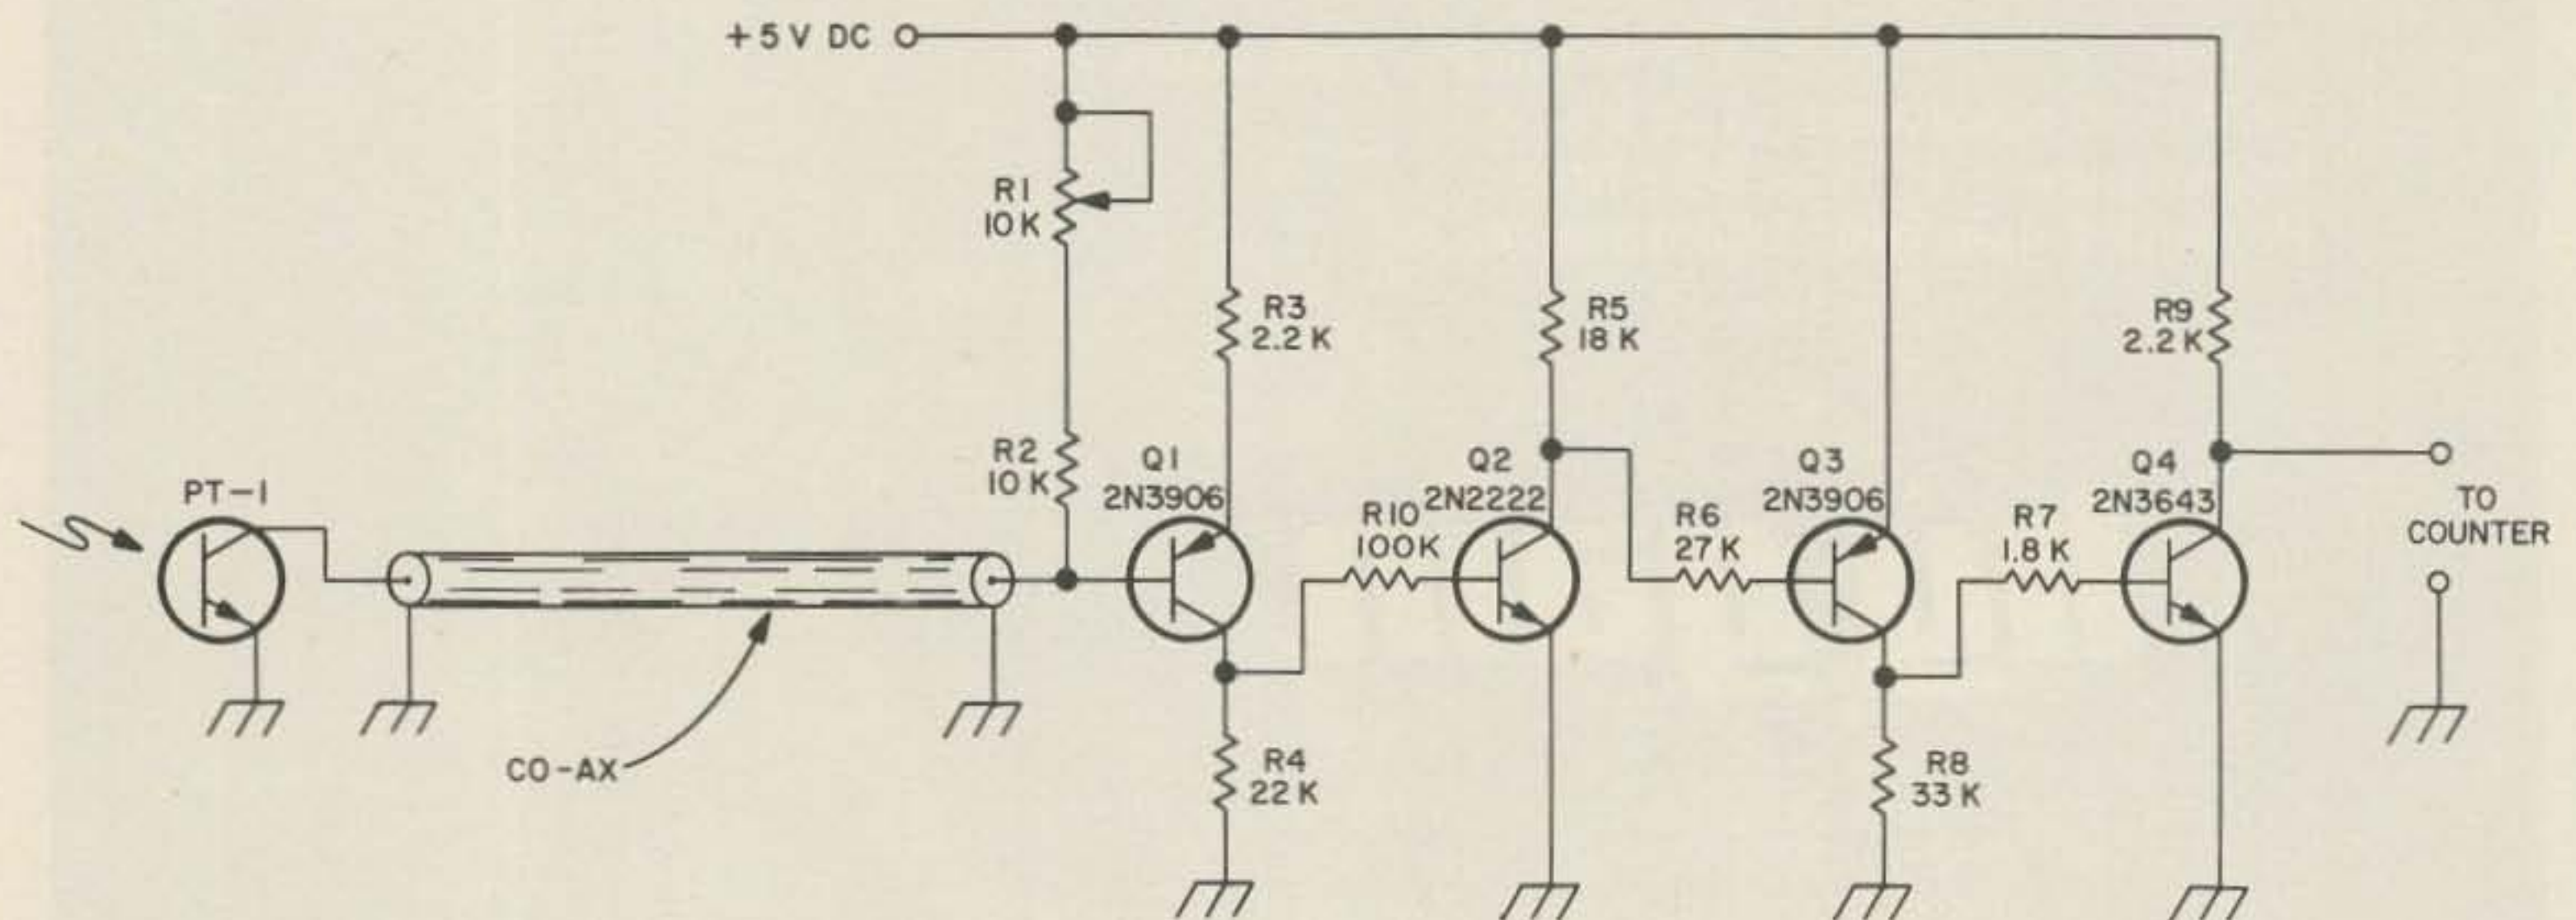 +5 V DC
R1
10 K
R3
2.2 K
R5
18 K
R9
2.2 K
R2
10 K
Q1
2N3906
Q2
2N2222
Q3
2N3906
Q4
2N3643
PT-1
R10
100K
R6
27 K
R7
1.8 K
TO
COUNTER
CO-AX
R4
22 K
R8
33 K